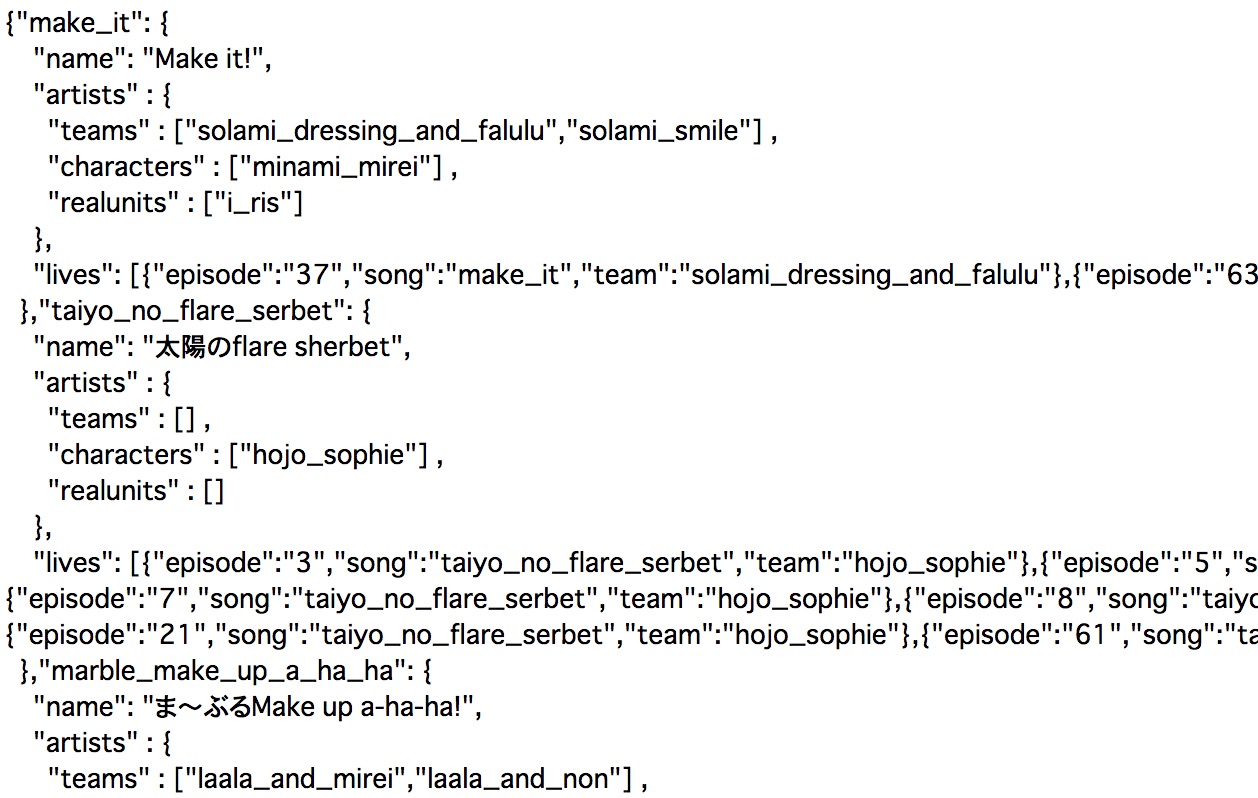 {"make_it": {
"name": "Make it!",
"artists" : {
"teams" : ["solami_dressing_and_falulu","solami_smile"] ,
"characters" : ["minami_mirei"] ,
"realunits" : ["i_ris"]
},
"lives": [{"episode":"37","song":"make_it","team":"solami_dressing_and_falulu"},{"episode":"63
},"taiyo_no_flare_serbet": {
"name": "太陽のflare sherbet",
"artists" : {
"teams" : [] ,
"characters" : ["hojo_sophie"] ,
"realunits" : []
},
"lives": [{"episode":"3","song":"taiyo_no_flare_serbet","team":"hojo_sophie"},{"episode":"5","s
{"episode":"7","song":"taiyo_no_flare_serbet","team":"hojo_sophie"},{"episode":"8","song":"taiyo
{"episode":"21","song":"taiyo_no_flare_serbet","team":"hojo_sophie"},{"episode":"61","song":"ta
},"marble_make_up_a_ha_ha": {
"name": "ま〜ぶるMake up a-ha-ha!",
"artists" : {
"teams" : ["laala_and_mirei","laala_and_non"] ,